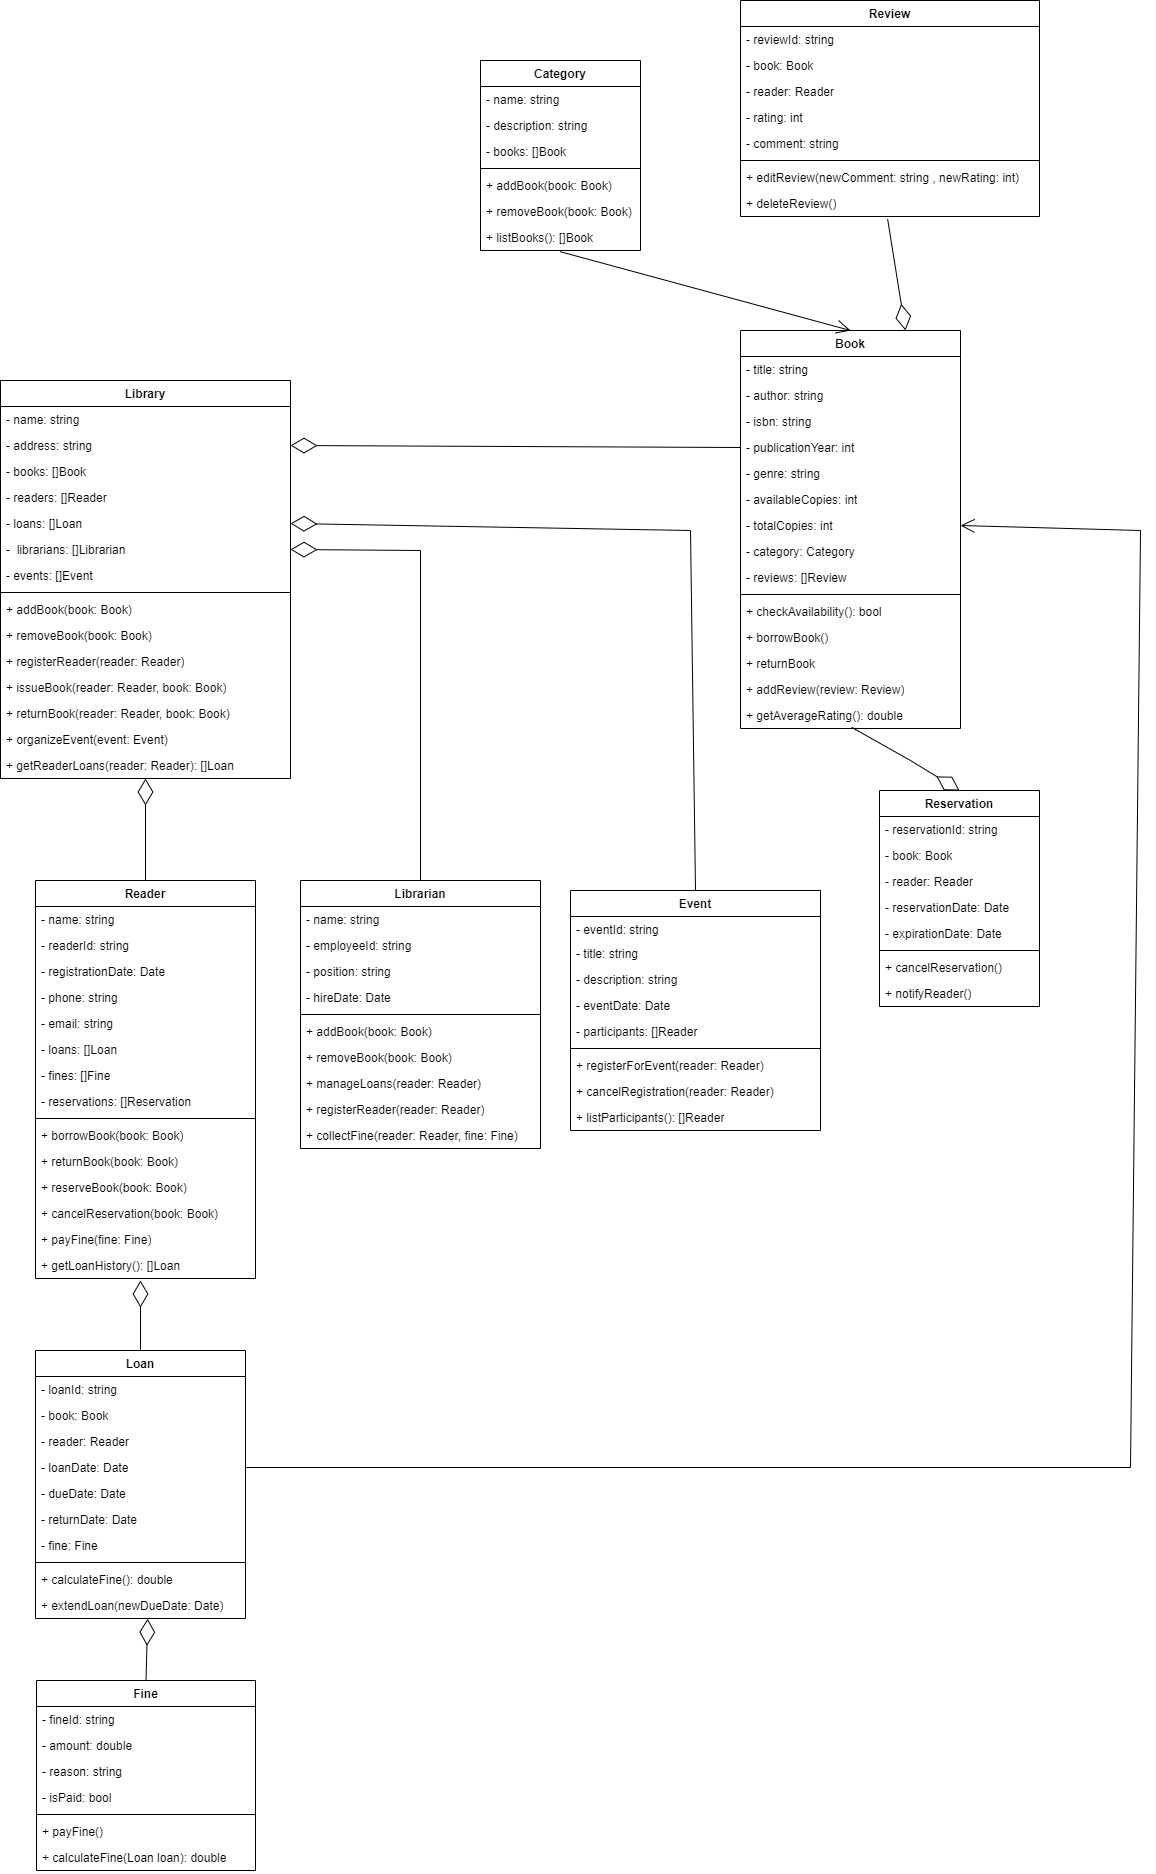 Review
- reviewId: string
- book: Book
- reader: Reader
- rating: int
- comment: string
+ editReview(newComment: string , newRating: int)
+ deleteReview()
Category
- name: string
- description: string
- books: []Book
+ addBook(book: Book)
+ removeBook(book: Book)
+ listBooks(): []Book
Book
- title: string
- author: string
- isbn: string
- publicationYear: int
- genre: string
- availableCopies: int
- totalCopies: int
- category: Category
- reviews: []Review
+ checkAvailability(): bool
+ borrowBook()
+ returnBook
+ addReview(review: Review)
+ getAverageRating(): double
Library
- name: string
- address: string
- books: []Book
- readers: []Reader
- loans: []Loan
-  librarians: []Librarian
- events: []Event
+ addBook(book: Book)
+ removeBook(book: Book)
+ registerReader(reader: Reader)
+ issueBook(reader: Reader, book: Book)
+ returnBook(reader: Reader, book: Book)
+ organizeEvent(event: Event)
+ getReaderLoans(reader: Reader): []Loan
Reservation
- reservationId: string
- book: Book
- reader: Reader
- reservationDate: Date
- expirationDate: Date
+ cancelReservation()
+ notifyReader()
Reader
- name: string
- readerId: string
- registrationDate: Date
- phone: string
- email: string
- loans: []Loan
- fines: []Fine
- reservations: []Reservation
+ borrowBook(book: Book)
+ returnBook(book: Book)
+ reserveBook(book: Book)
+ cancelReservation(book: Book)
+ payFine(fine: Fine)
+ getLoanHistory(): []Loan
Librarian
- name: string
- employeeId: string
- position: string
- hireDate: Date
+ addBook(book: Book)
+ removeBook(book: Book)
+ manageLoans(reader: Reader)
+ registerReader(reader: Reader)
+ collectFine(reader: Reader, fine: Fine)
Event
- eventId: string
- title: string
- description: string
- eventDate: Date
- participants: []Reader
+ registerForEvent(reader: Reader)
+ cancelRegistration(reader: Reader)
+ listParticipants(): []Reader
Loan
- loanId: string
- book: Book
- reader: Reader
- loanDate: Date
- dueDate: Date
- returnDate: Date
- fine: Fine
+ calculateFine(): double
+ extendLoan(newDueDate: Date)
Fine
- fineId: string
- amount: double
- reason: string
- isPaid: bool
+ payFine()
+ calculateFine(Loan loan): double